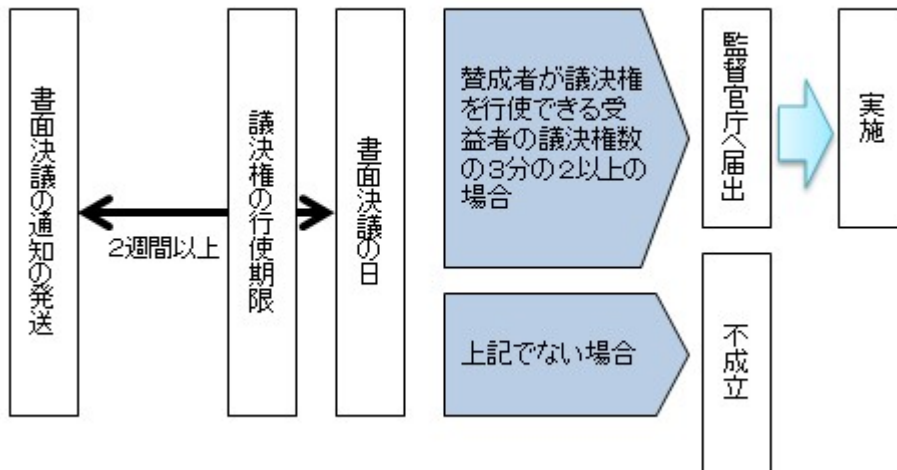 書面決議の通知の発送
2週間以上
議決権の行使期限
書面決議の日
賛成者が議決権
を行使できる受
益者の議決権数
の3分の2以上の
場合
監督官庁へ届出
実施
上記でない場合
不成立